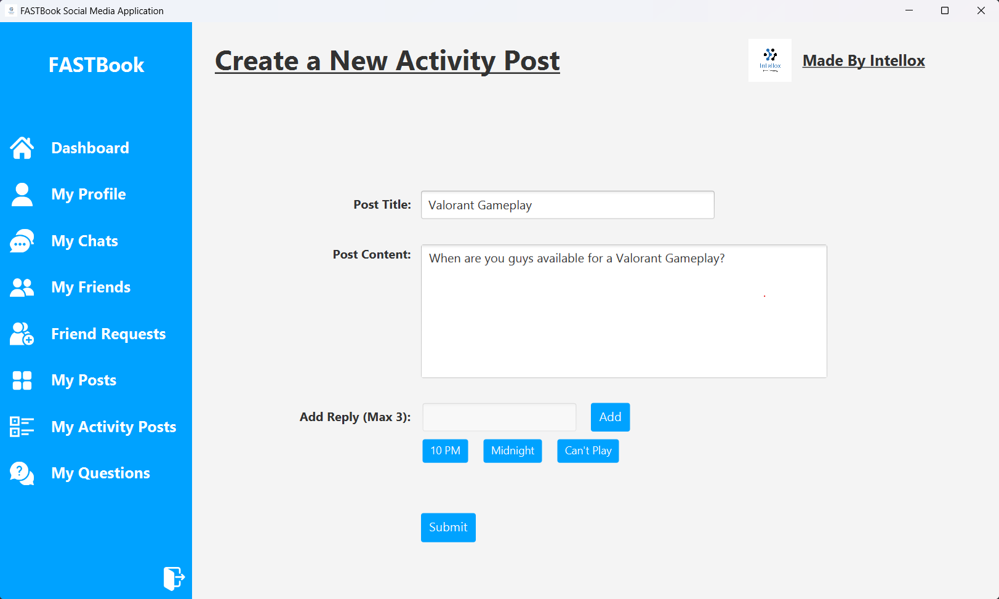 FASTBook Social Media Application
FASTBook
Dashboard
My Profile
My Chats
My Friends
Friend Requests
My Posts
My Activity Posts
My Questions
Create a New Activity Post
Intellox
Made By Intellox
Post Title:
Valorant Gameplay
Post Content:
When are you guys available for a Valorant Gameplay?
Add Reply (Max 3):
Add
10 PM
Midnight
Can't Play
Submit